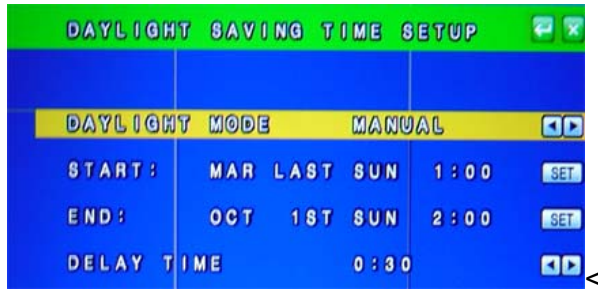 DAYLIGHT SAVING TIME SETUP
DAYLIGHT MODE MANUAL
START: MAR LAST SUN 1:00 SET
END: OCT 1ST SUN 2:00 SET
DELAY TIME 0:30
<